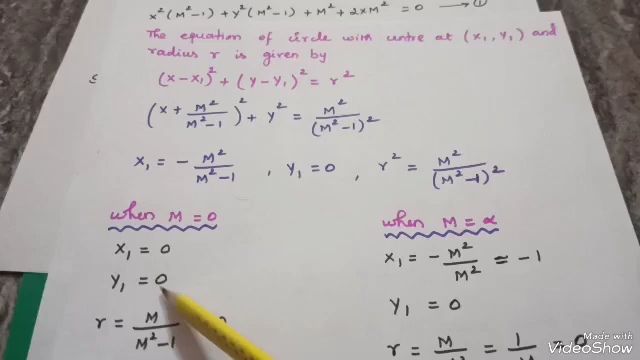 x²(M²-1) + y²(M²-1) + M² + 2xM² = 0 → ①
The equation of circle with centre at (x₁, y₁) and
radius r is given by
(x - x₁)² + (y - y₁)² = r²
(x + M²/(M²-1))² + y² = M²/(M²-1)²
x₁ = - M²/(M²-1) , y₁ = 0 , r² = M²/(M²-1)²
when M = 0
x₁ = 0
y₁ = 0
r = M/(M²-1)
when M = α
x₁ = - M²/M² = -1
y₁ = 0
r = M/M² = 1/M = 0
Made with
VideoShow